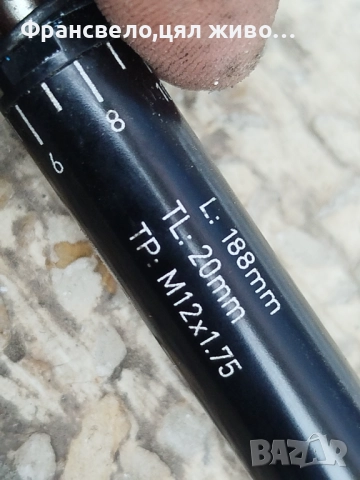 Франсвело,цял живо...
8
6
L: 188mm
TL: 20mm
TP: M12x1.75
BAZAR